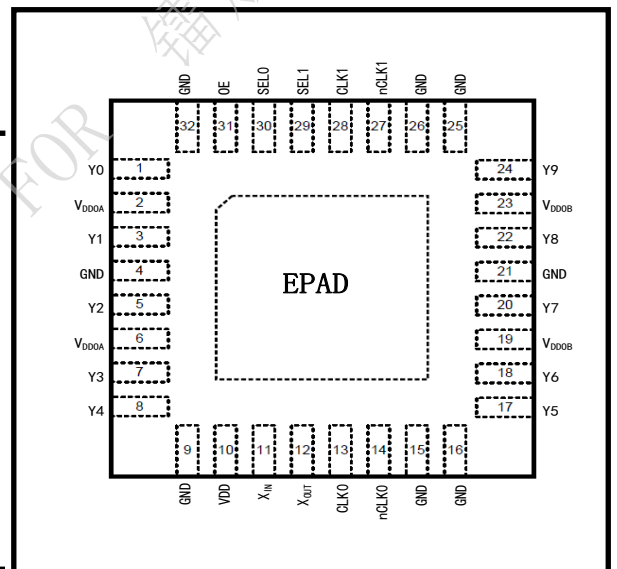 FOR 锚
GND OE SEL0 SEL1 CLK1 nCLK1 GND GND
32 31 30 29 28 27 26 25
Y0 1 24 Y9
VDDOA 2 23 VDDOB
Y1 3 22 Y8
GND 4 21 GND
Y2 5 20 Y7
VDDOA 6 19 VDDOB
Y3 7 18 Y6
Y4 8 17 Y5
EPAD
9 10 11 12 13 14 15 16
GND VDD XIN XOUT CLK0 nCLK0 GND GND